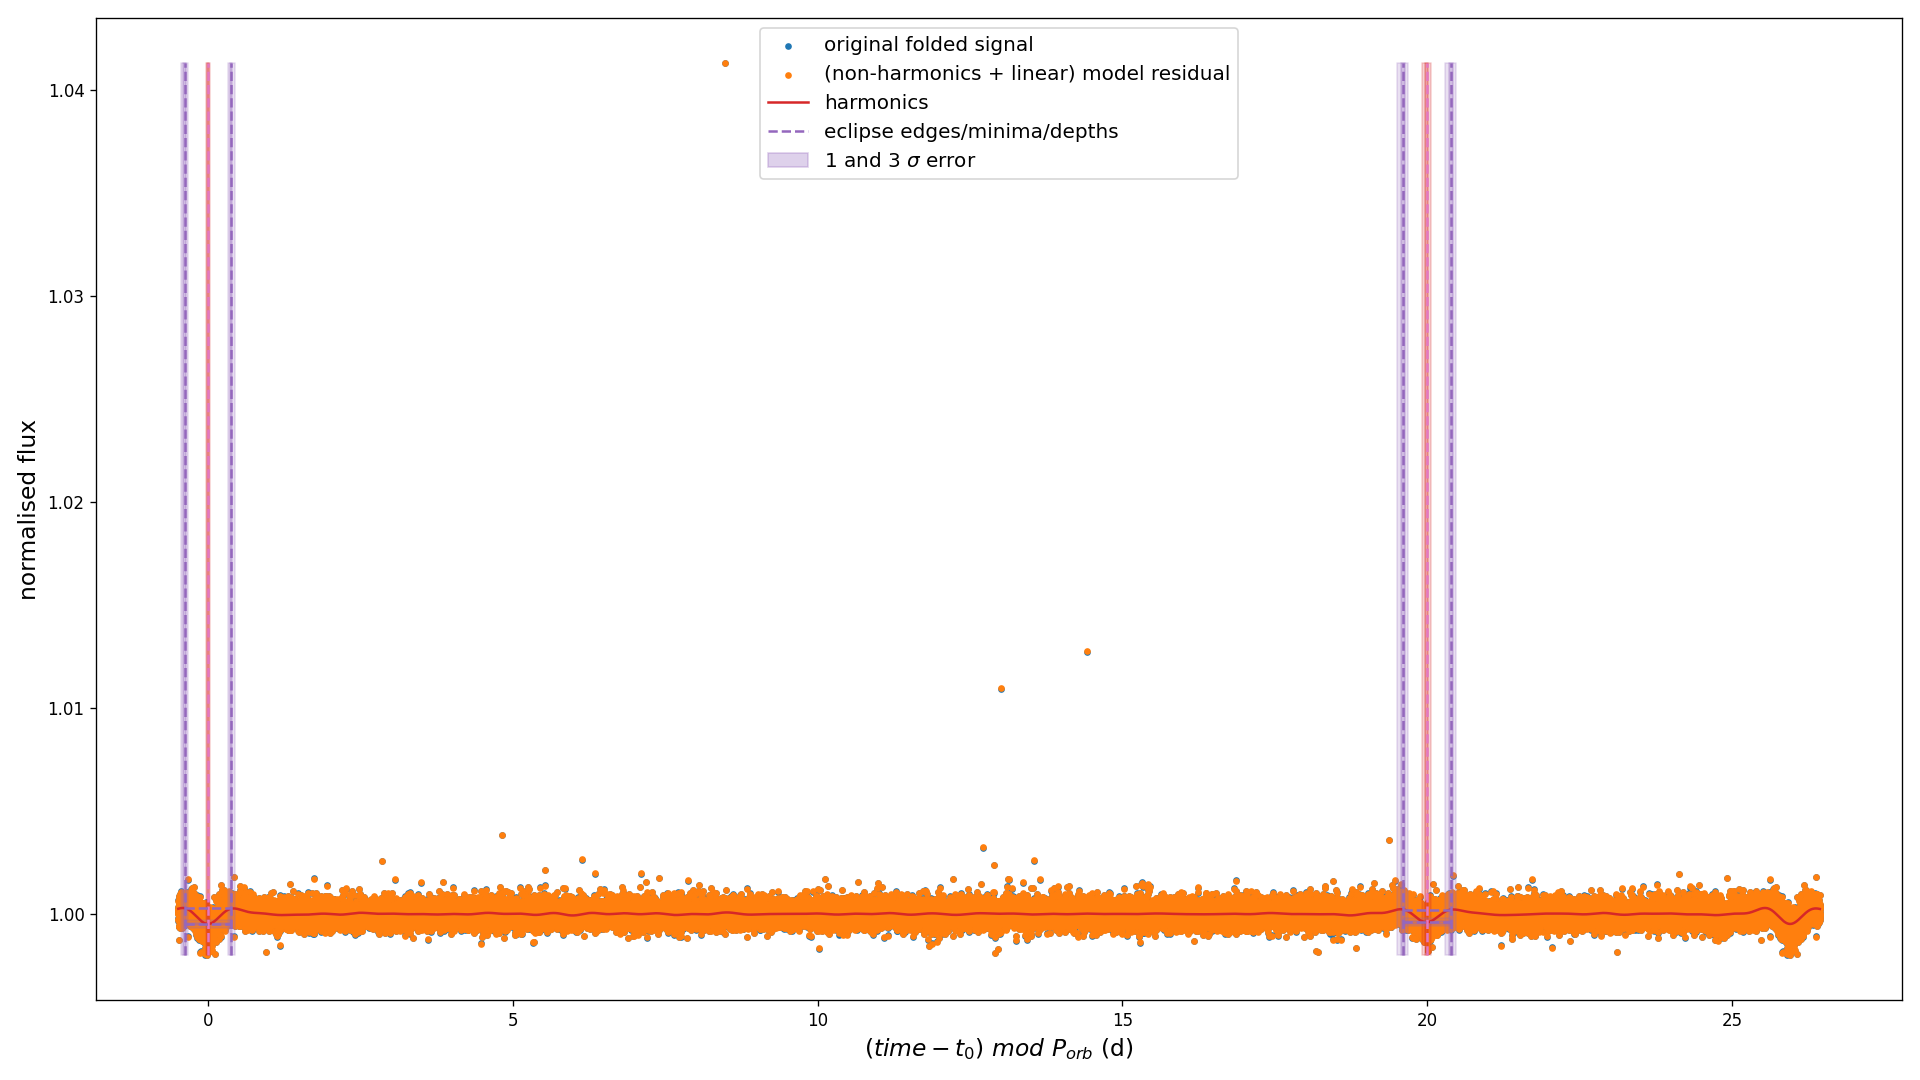 original folded signal
(non-harmonics + linear) model residual
harmonics
eclipse edges/minima/depths
1 and 3 σ error
1.04
1.03
1.02
1.01
1.00
normalised flux
0 5 10 15 20 25
(time − t₀) mod P_orb (d)